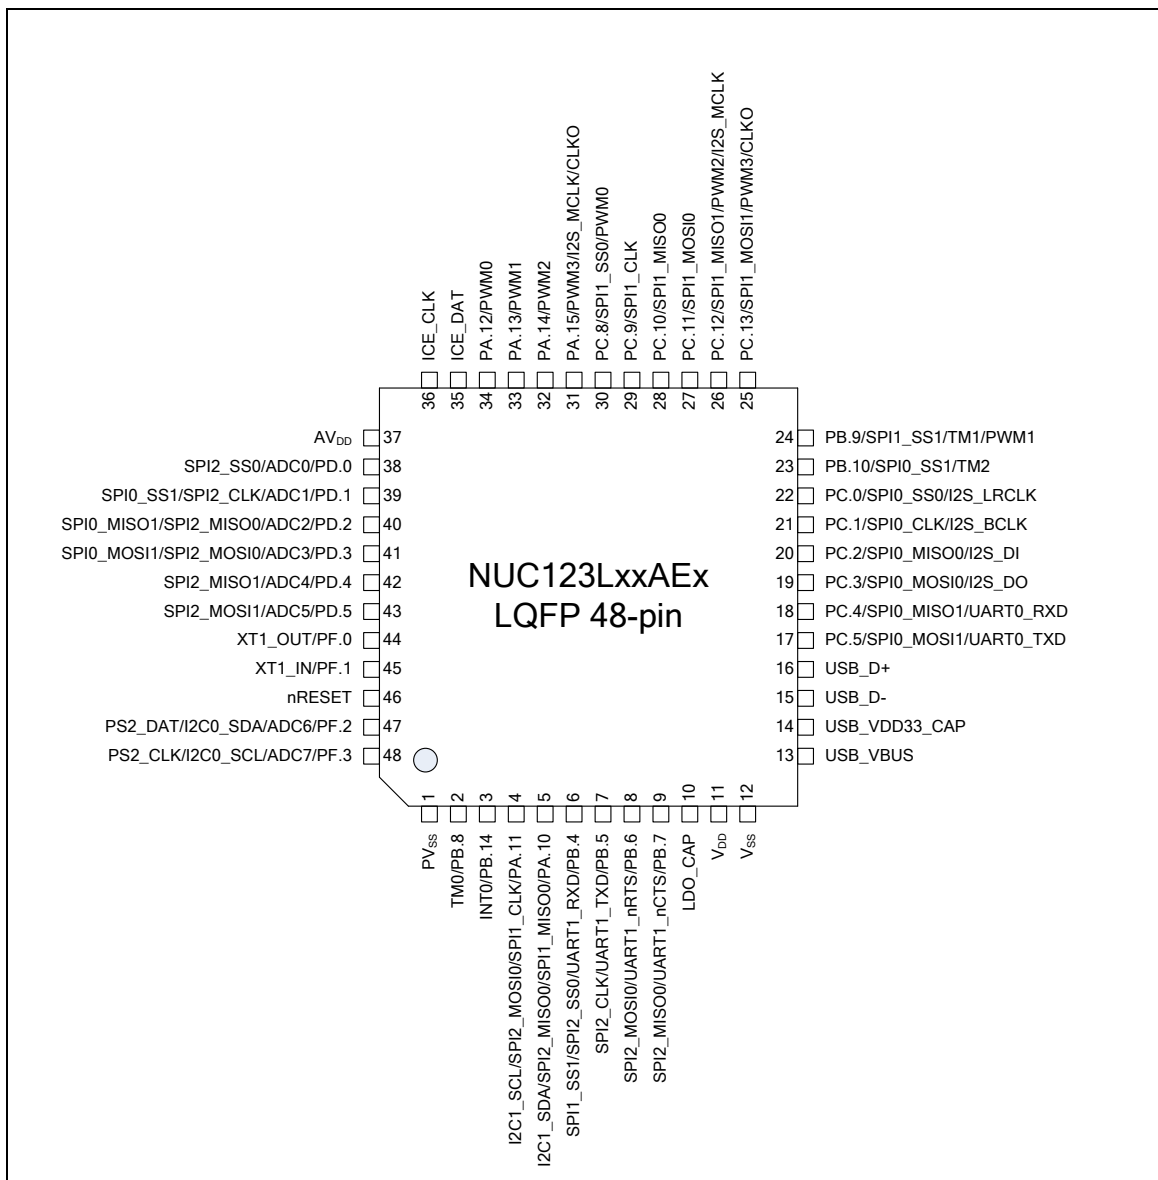 ICE_CLK
ICE_DAT
PA.12/PWM0
PA.13/PWM1
PA.14/PWM2
PA.15/PWM3/I2S_MCLK/CLKO
PC.8/SPI1_SS0/PWM0
PC.9/SPI1_CLK
PC.10/SPI1_MISO0
PC.11/SPI1_MOSI0
PC.12/SPI1_MISO1/PWM2/I2S_MCLK
PC.13/SPI1_MOSI1/PWM3/CLKO
36 35 34 33 32 31 30 29 28 27 26 25
AVDD 37
SPI2_SS0/ADC0/PD.0 38
SPI0_SS1/SPI2_CLK/ADC1/PD.1 39
SPI0_MISO1/SPI2_MISO0/ADC2/PD.2 40
SPI0_MOSI1/SPI2_MOSI0/ADC3/PD.3 41
SPI2_MISO1/ADC4/PD.4 42
SPI2_MOSI1/ADC5/PD.5 43
XT1_OUT/PF.0 44
XT1_IN/PF.1 45
nRESET 46
PS2_DAT/I2C0_SDA/ADC6/PF.2 47
PS2_CLK/I2C0_SCL/ADC7/PF.3 48
NUC123LxxAEx
LQFP 48-pin
24 PB.9/SPI1_SS1/TM1/PWM1
23 PB.10/SPI0_SS1/TM2
22 PC.0/SPI0_SS0/I2S_LRCLK
21 PC.1/SPI0_CLK/I2S_BCLK
20 PC.2/SPI0_MISO0/I2S_DI
19 PC.3/SPI0_MOSI0/I2S_DO
18 PC.4/SPI0_MISO1/UART0_RXD
17 PC.5/SPI0_MOSI1/UART0_TXD
16 USB_D+
15 USB_D-
14 USB_VDD33_CAP
13 USB_VBUS
1 2 3 4 5 6 7 8 9 10 11 12
PVSS
TM0/PB.8
INT0/PB.14
I2C1_SCL/SPI2_MOSI0/SPI1_CLK/PA.11
I2C1_SDA/SPI2_MISO0/SPI1_MISO0/PA.10
SPI1_SS1/SPI2_SS0/UART1_RXD/PB.4
SPI2_CLK/UART1_TXD/PB.5
SPI2_MOSI0/UART1_nRTS/PB.6
SPI2_MISO0/UART1_nCTS/PB.7
LDO_CAP
VDD
VSS